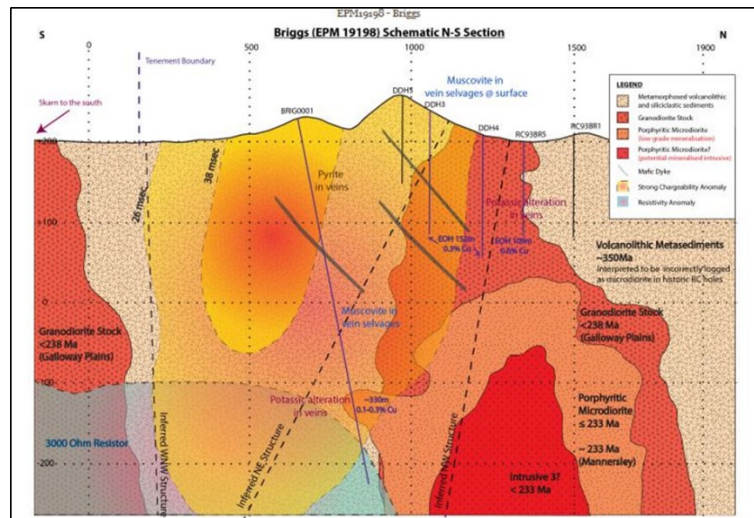 EPM19198 - Briggs
Briggs (EPM 19198) Schematic N-S Section
S
N
0
500
1000
1500
1900
Tenement Boundary
Skarn to the south
BRIG0001
DDH5
DDH3
DDH4
RC93BR5
RC93BR1
Muscovite in
vein selvages @ surface
LEGEND
Metamorphosed volcanolithic
and siliciclastic sediments
Granodiorite Stock
Porphyritic Microdiorite
(low grade mineralisation)
Porphyritic Microdiorite?
(potential mineralised intrusive)
Mafic Dyke
Strong Chargeability Anomaly
Resistivity Anomaly
+200
+100
0
-100
-200
26 msec
38 msec
Pyrite
in veins
Potassic alteration
in veins
EOH 152m
0.3% Cu
EOH 109m
Volcanolithic Metasediments
~350Ma
Interpreted to be incorrectly logged
as microdiorite in historic RC holes
Muscovite in
vein selvages
Granodiorite Stock
<238 Ma
(Galloway Plains)
Granodiorite Stock
<238 Ma
(Galloway Plains)
Potassic alteration
in veins
~330m
0.1-0.3% Cu
3000 Ohm Resistor
Inferred WNW Structure
Inferred NE Structure
Inferred NW Structure
Porphyritic
Microdiorite
≤ 233 Ma
~ 233 Ma
(Mannersley)
Intrusive 3?
< 233 Ma